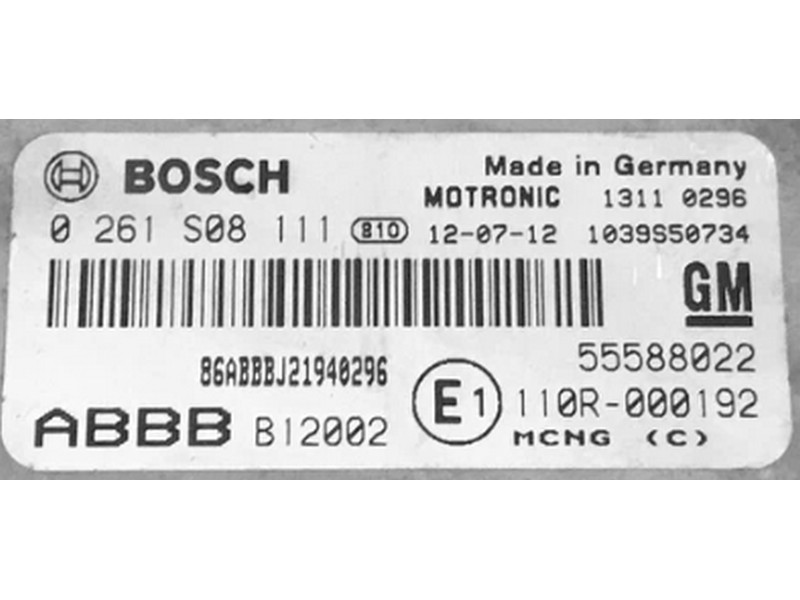 BOSCH
Made in Germany
MOTRONIC 1311 0296
0 261 S08 111 810 12-07-12 1039S50734
GM
86ABBBJ21940296
55588022
ABBB B12002
E1 110R-000192
MCNG (C)